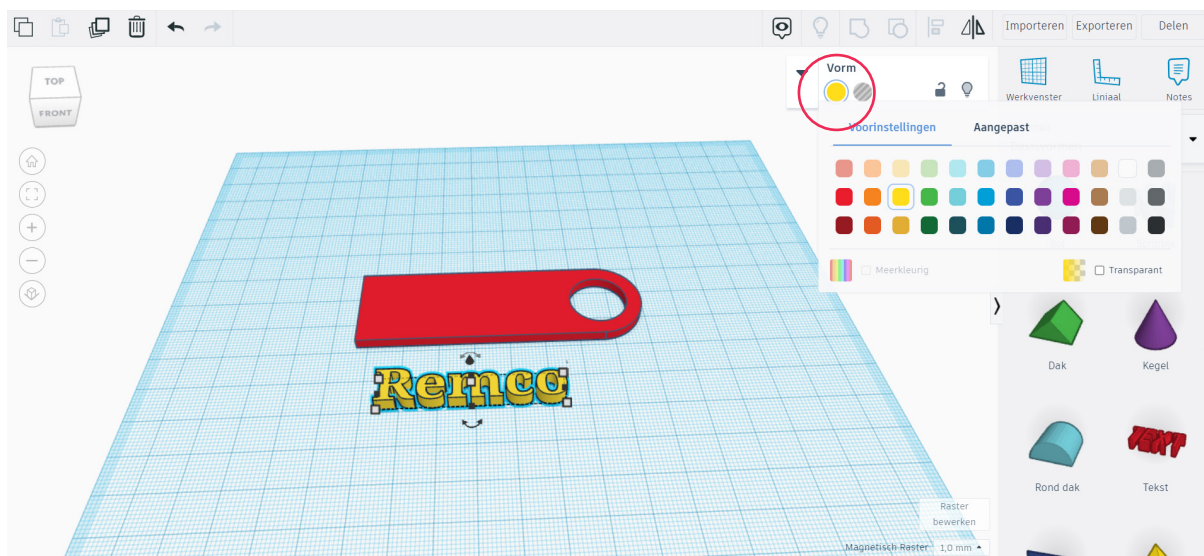 Importeren Exporteren Delen
TOP
FRONT
Vorm
Werkvenster Liniaal Notes
Voorinstellingen Aangepast
Meerkleurig Transparant
Remco
Dak Kegel
TEXT
Rond dak Tekst
Raster
bewerken
Magnetisch Raster 1,0 mm